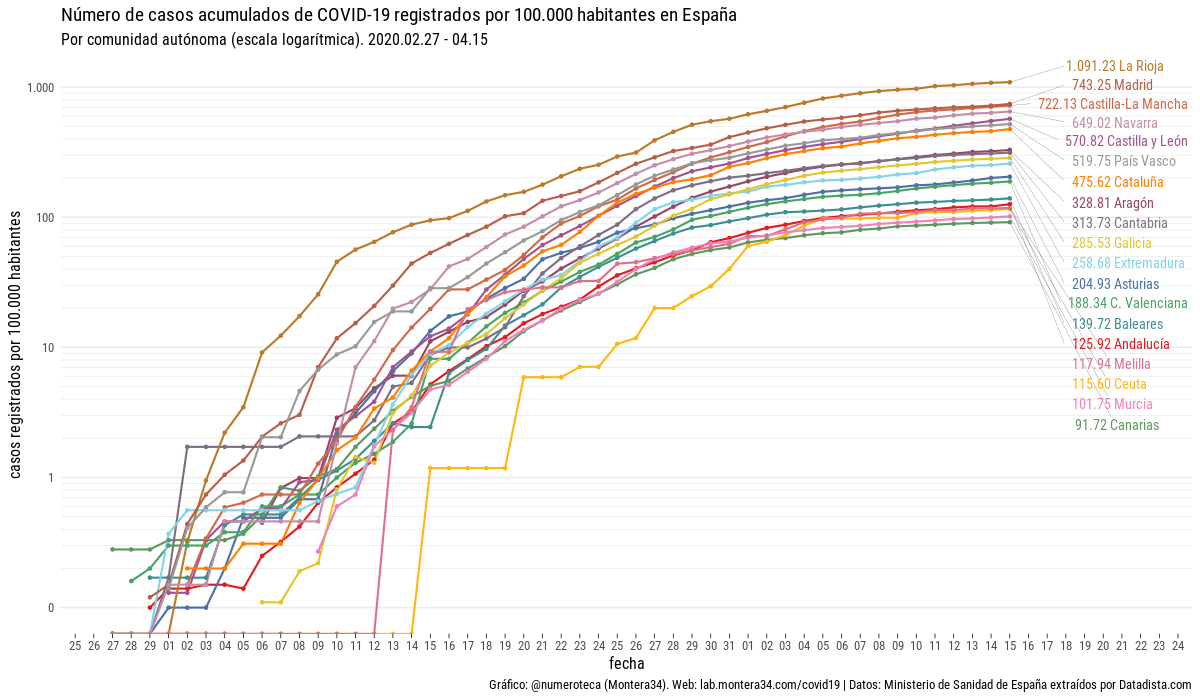 Número de casos acumulados de COVID-19 registrados por 100.000 habitantes en España
Por comunidad autónoma (escala logarítmica). 2020.02.27 - 04.15
casos registrados por 100.000 habitantes
1.000
100
10
1
0
1.091.23 La Rioja
743.25 Madrid
722.13 Castilla-La Mancha
649.02 Navarra
570.82 Castilla y León
519.75 País Vasco
475.62 Cataluña
328.81 Aragón
313.73 Cantabria
285.53 Galicia
258.68 Extremadura
204.93 Asturias
188.34 C. Valenciana
139.72 Baleares
125.92 Andalucía
117.94 Melilla
115.60 Ceuta
101.75 Murcia
91.72 Canarias
25 26 27 28 29 01 02 03 04 05 06 07 08 09 10 11 12 13 14 15 16 17 18 19 20 21 22 23 24 25 26 27 28 29 30 31 01 02 03 04 05 06 07 08 09 10 11 12 13 14 15 16 17 18 19 20 21 22 23 24
fecha
Gráfico: @numeroteca (Montera34). Web: lab.montera34.com/covid19 | Datos: Ministerio de Sanidad de España extraídos por Datadista.com